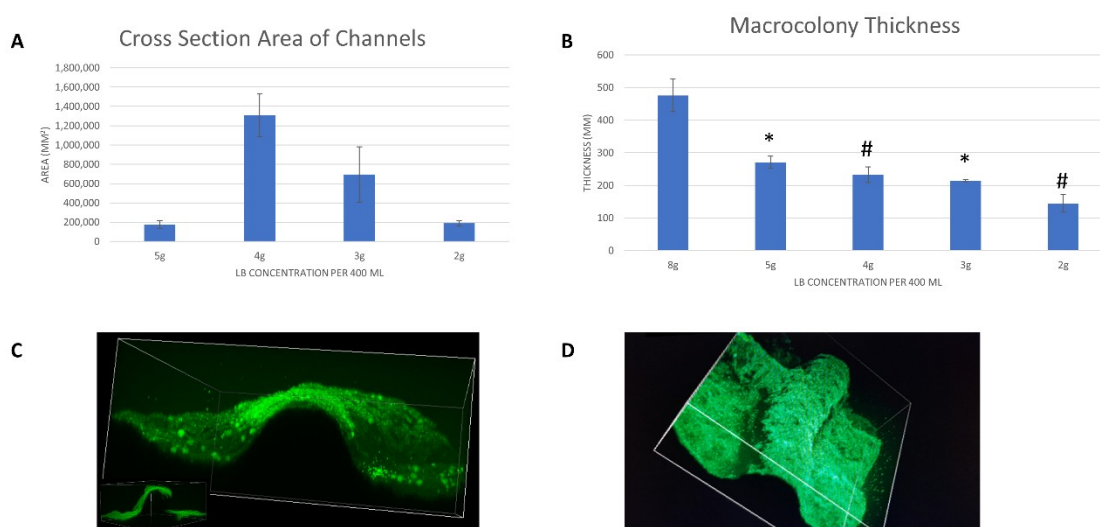 A
Cross Section Area of Channels
1,800,000
1,600,000
1,400,000
1,200,000
1,000,000
800,000
600,000
400,000
200,000
0
AREA (MM²)
5g 4g 3g 2g
LB CONCENTRATION PER 400 ML
B
Macrocolony Thickness
600
500
400
300
200
100
0
THICKNESS (MM)
* # * #
8g 5g 4g 3g 2g
LB CONCENTRATION PER 400 ML
C
D